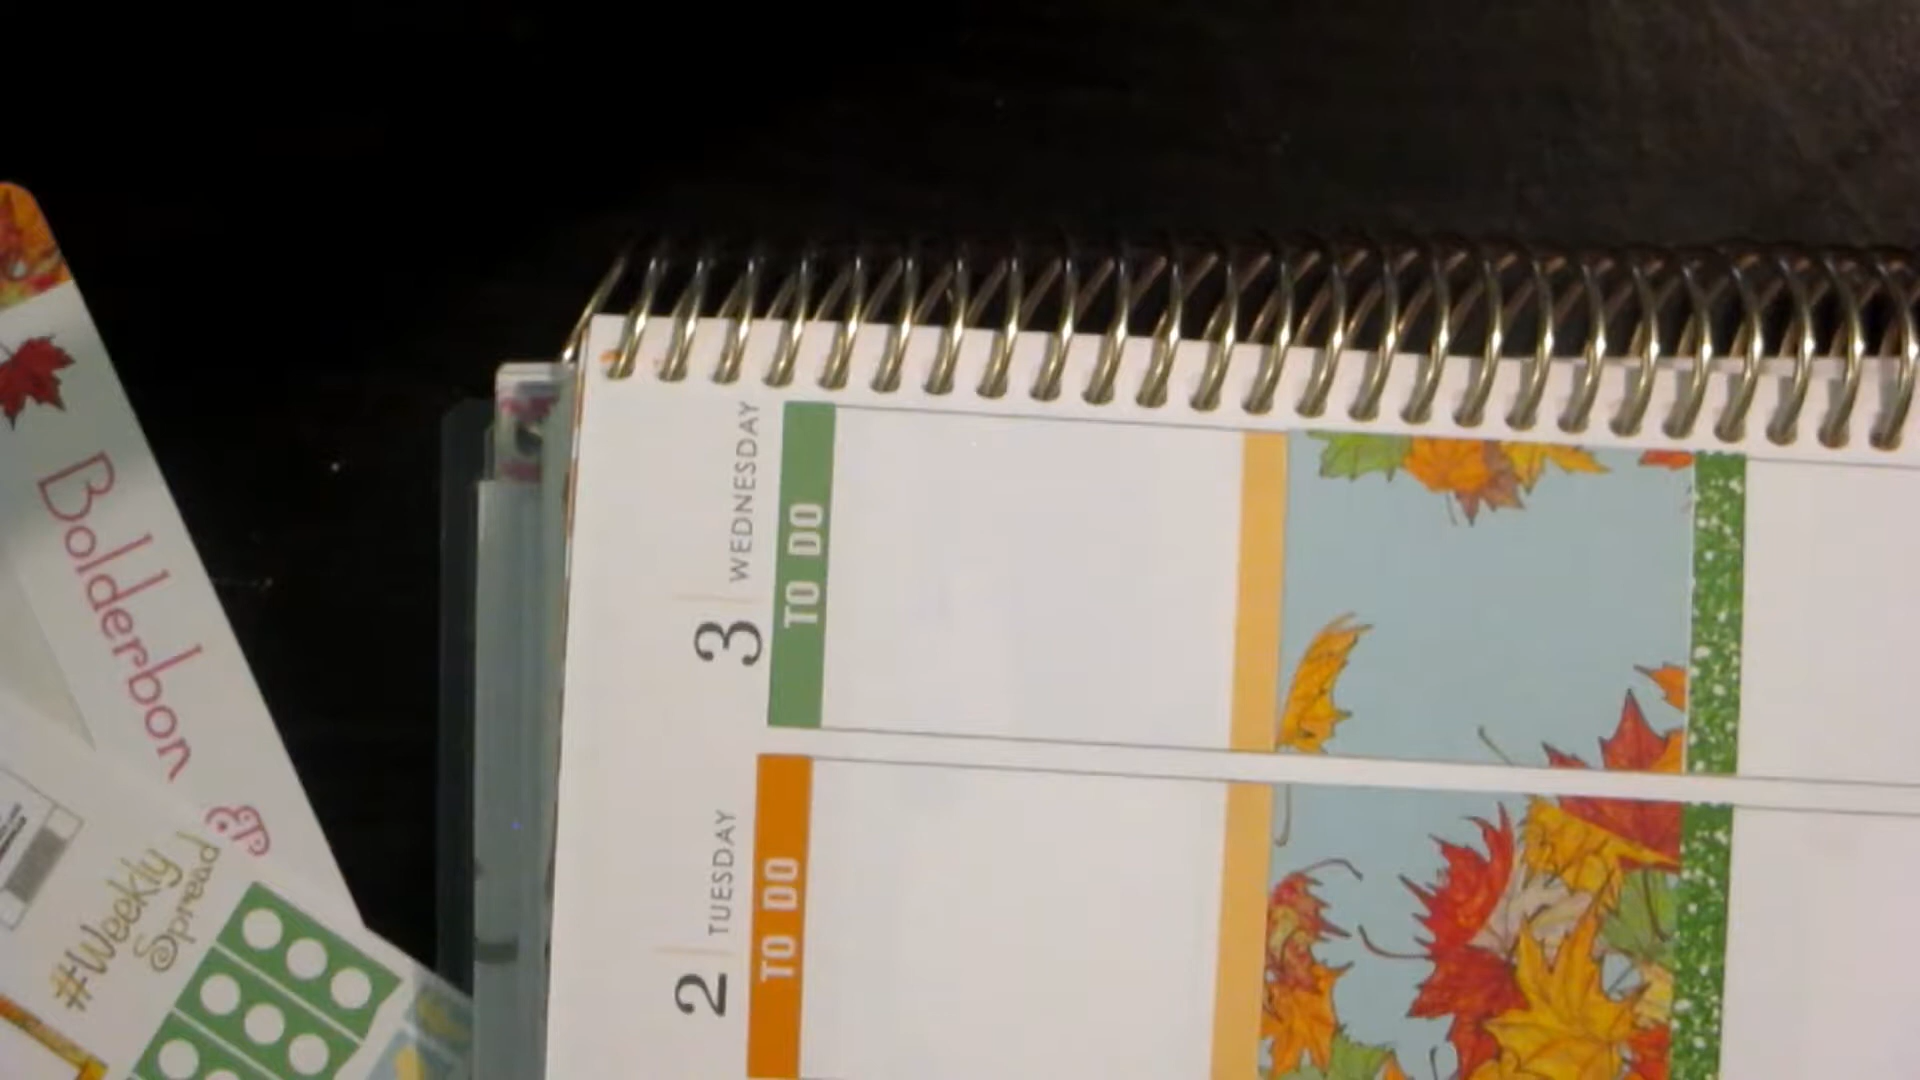 Bolderbon
#Weekly
Spread
2 TUESDAY
TO DO
3 WEDNESDAY
TO DO